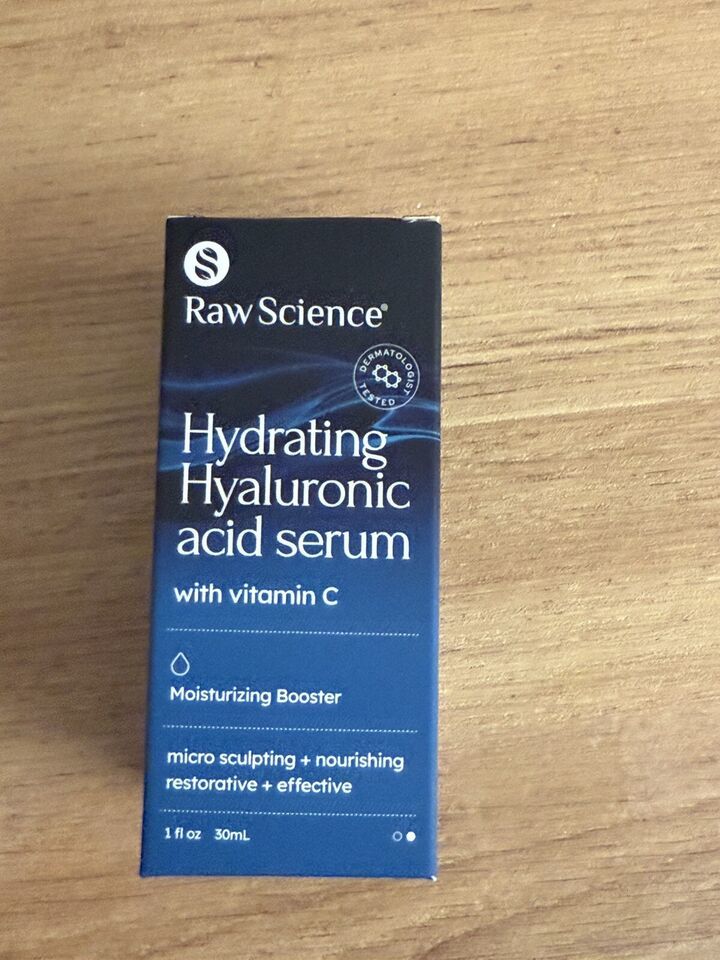 Raw Science®
DERMATOLOGIST
TESTED
Hydrating
Hyaluronic
acid serum
with vitamin C
Moisturizing Booster
micro sculpting + nourishing
restorative + effective
1 fl oz 30mL